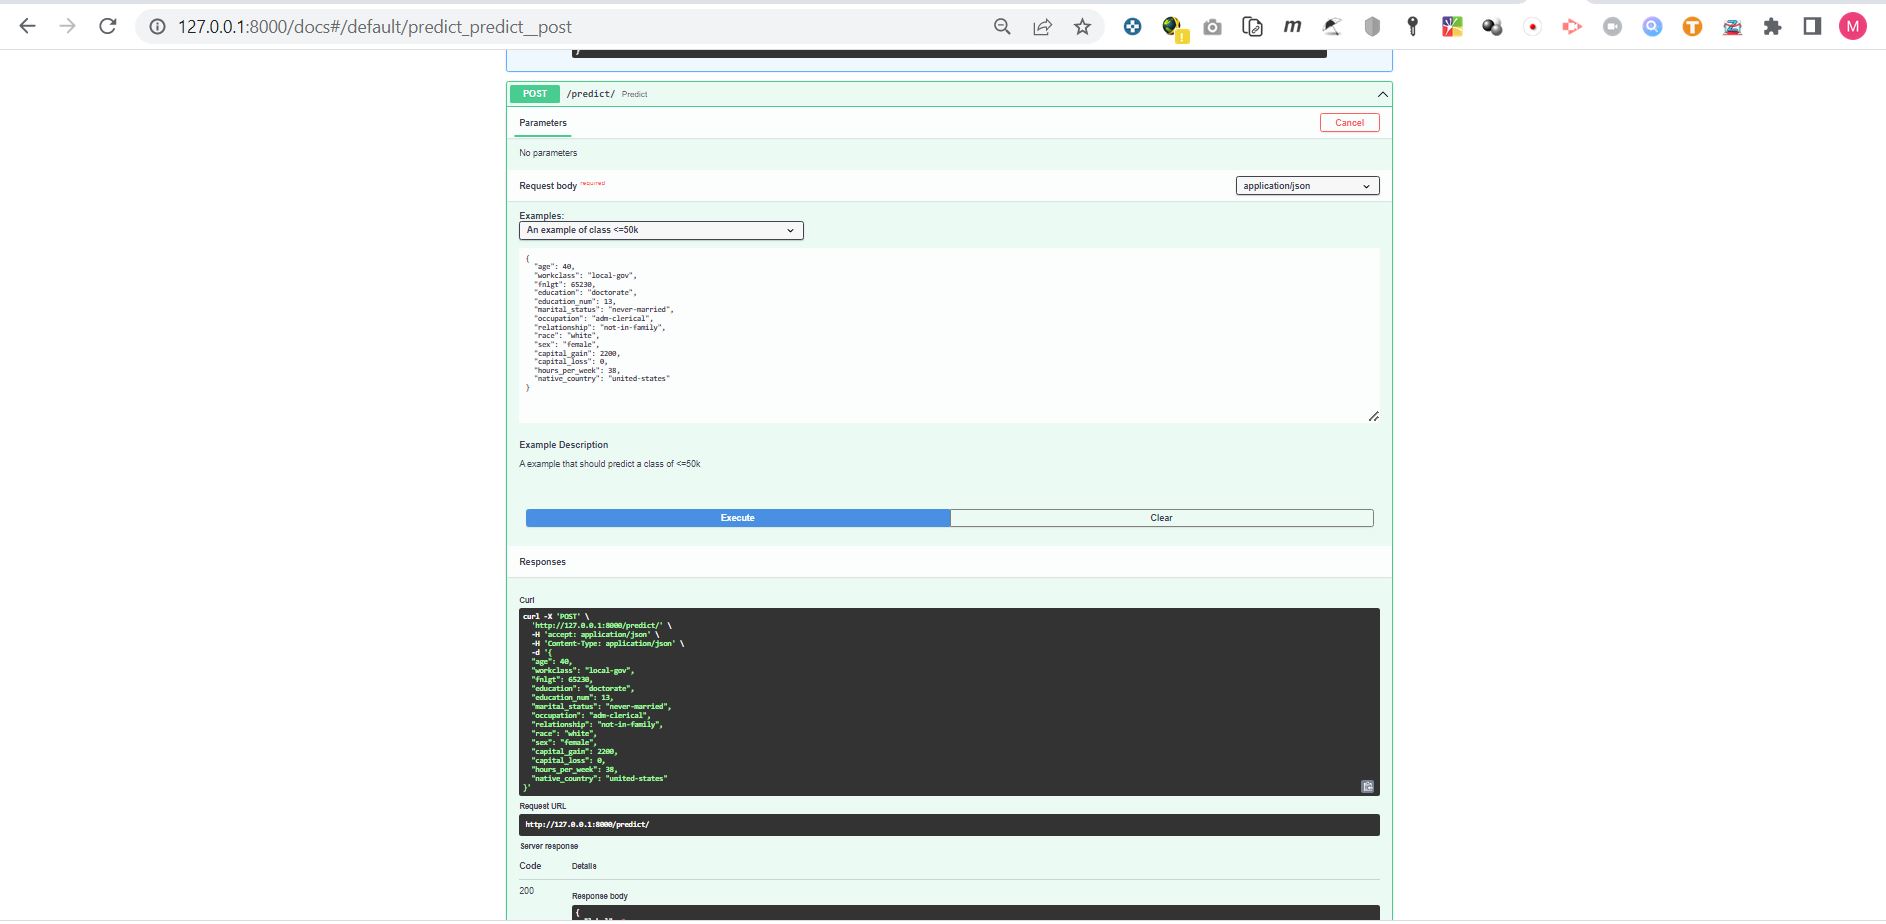 127.0.0.1:8000/docs#/default/predict_predict__post
m
T
M
}
POST /predict/ Predict
Parameters
Cancel
No parameters
Request body required
application/json
Examples:
An example of class <=50k
{
"age": 40,
"workclass": "local-gov",
"fnlgt": 65230,
"education": "doctorate",
"education_num": 13,
"marital_status": "never-married",
"occupation": "adm-clerical",
"relationship": "not-in-family",
"race": "white",
"sex": "female",
"capital_gain": 2200,
"capital_loss": 0,
"hours_per_week": 38,
"native_country": "united-states"
}
Example Description
A example that should predict a class of <=50k
Execute
Clear
Responses
Curl
curl -X 'POST' \
'http://127.0.0.1:8000/predict/' \
-H 'accept: application/json' \
-H 'Content-Type: application/json' \
-d '{
"age": 40,
"workclass": "local-gov",
"fnlgt": 65230,
"education": "doctorate",
"education_num": 13,
"marital_status": "never-married",
"occupation": "adm-clerical",
"relationship": "not-in-family",
"race": "white",
"sex": "female",
"capital_gain": 2200,
"capital_loss": 0,
"hours_per_week": 38,
"native_country": "united-states"
}'
Request URL
http://127.0.0.1:8000/predict/
Server response
Code Details
200
Response body
{